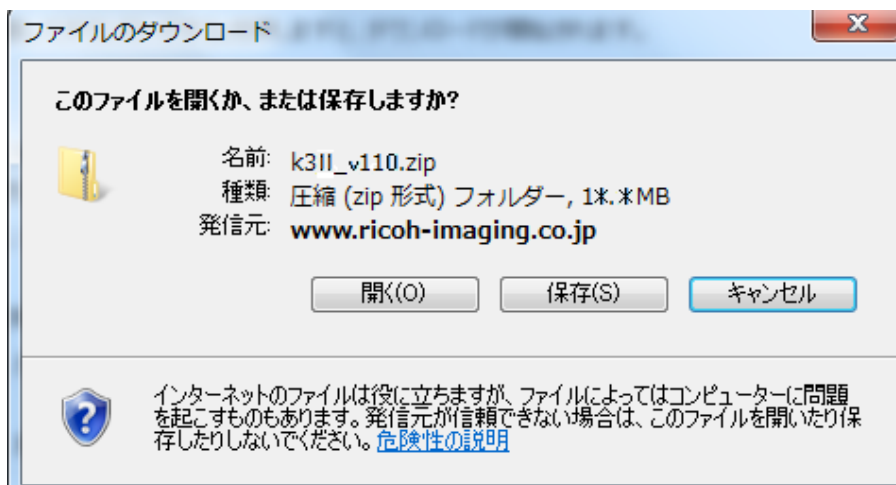 ファイルのダウンロード
このファイルを開くか、または保存しますか?
名前: k3II_v110.zip
種類: 圧縮 (zip 形式) フォルダー, 1*.*MB
発信元: www.ricoh-imaging.co.jp
開く(O) 保存(S) キャンセル
インターネットのファイルは役に立ちますが、ファイルによってはコンピューターに問題
を起こすものもあります。発信元が信頼できない場合は、このファイルを開いたり保
存したりしないでください。危険性の説明